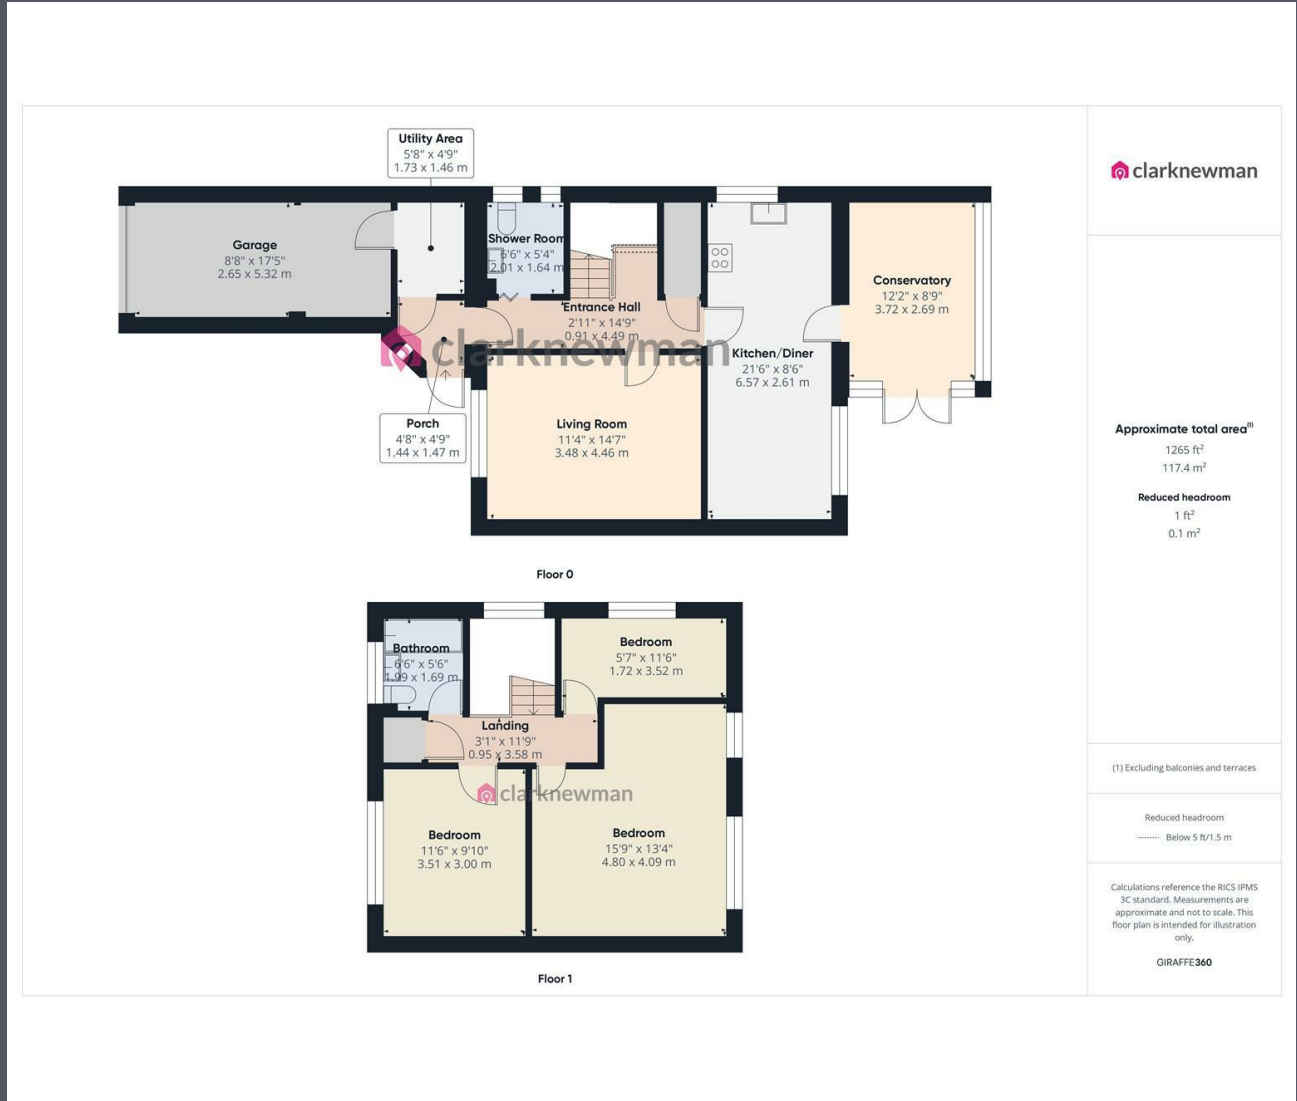 Utility Area
5'8" x 4'9"
1.73 x 1.46 m
clarknewman
Garage
8'8" x 17'5"
2.65 x 5.32 m
Shower Room
6'6" x 5'4"
2.01 x 1.64 m
Entrance Hall
2'11" x 14'9"
0.91 x 4.49 m
Conservatory
12'2" x 8'9"
3.72 x 2.69 m
clarknewman
Kitchen/Diner
21'6" x 8'6"
6.57 x 2.61 m
Porch
4'8" x 4'9"
1.44 x 1.47 m
Living Room
11'4" x 14'7"
3.48 x 4.46 m
Floor 0
Approximate total area(1)
1265 ft²
117.4 m²
Reduced headroom
1 ft²
0.1 m²
Bathroom
6'6" x 5'6"
1.99 x 1.69 m
Bedroom
5'7" x 11'6"
1.72 x 3.52 m
Landing
3'1" x 11'9"
0.95 x 3.58 m
clarknewman
Bedroom
11'6" x 9'10"
3.51 x 3.00 m
Bedroom
15'9" x 13'4"
4.80 x 4.09 m
Floor 1
(1) Excluding balconies and terraces
Reduced headroom
Below 5 ft/1.5 m
Calculations reference the RICS IPMS
3C standard. Measurements are
approximate and not to scale. This
floor plan is intended for illustration
only.
GIRAFFE360